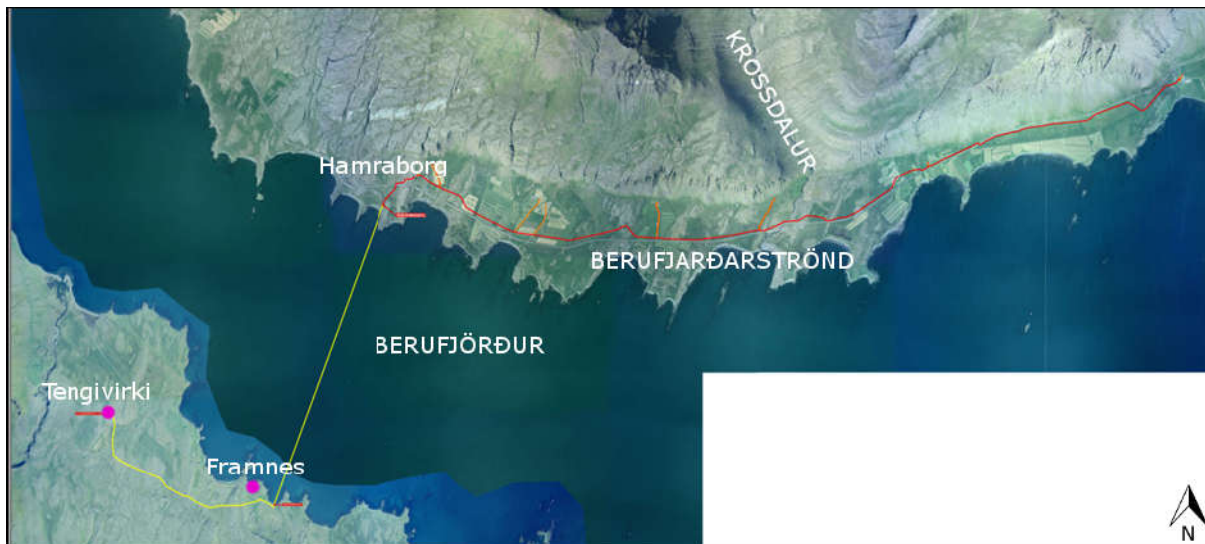 KROSSDALUR
Hamraborg
BERUFJARÐARSTRÖND
BERUFJÖRÐUR
Tengivirki
Framnes
N